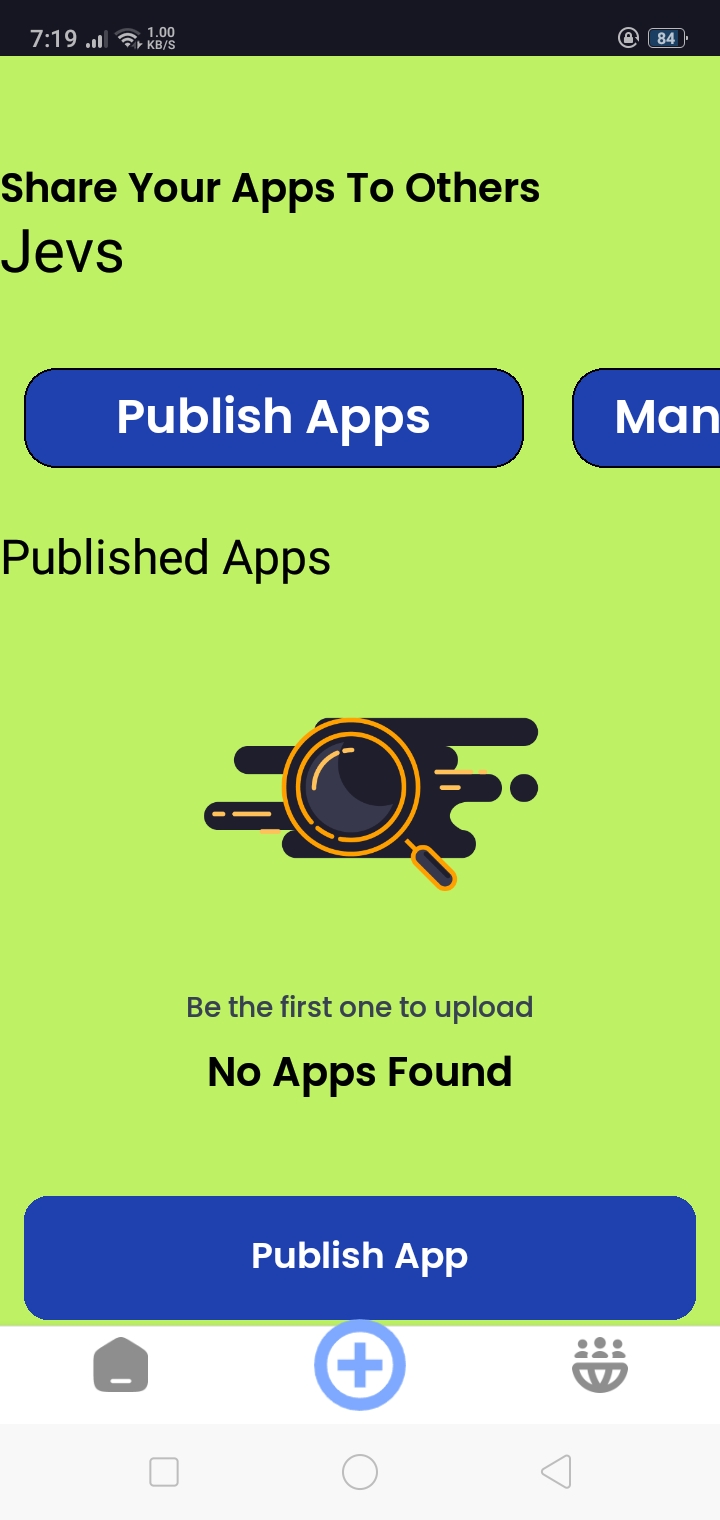 7:19
1.00
KB/S
84
Share Your Apps To Others
Jevs
Publish Apps
Man
Published Apps
Be the first one to upload
No Apps Found
Publish App